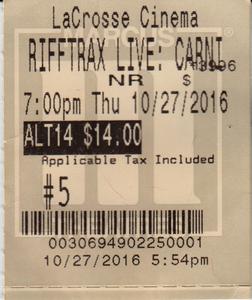 LaCrosse Cinema
RIFFTRAX LIVE: CARNI
NR $
7:00pm Thu 10/27/2016
ALT14 $14.00
Applicable Tax Included
#5
0030694902250001
10/27/2016 5:54pm